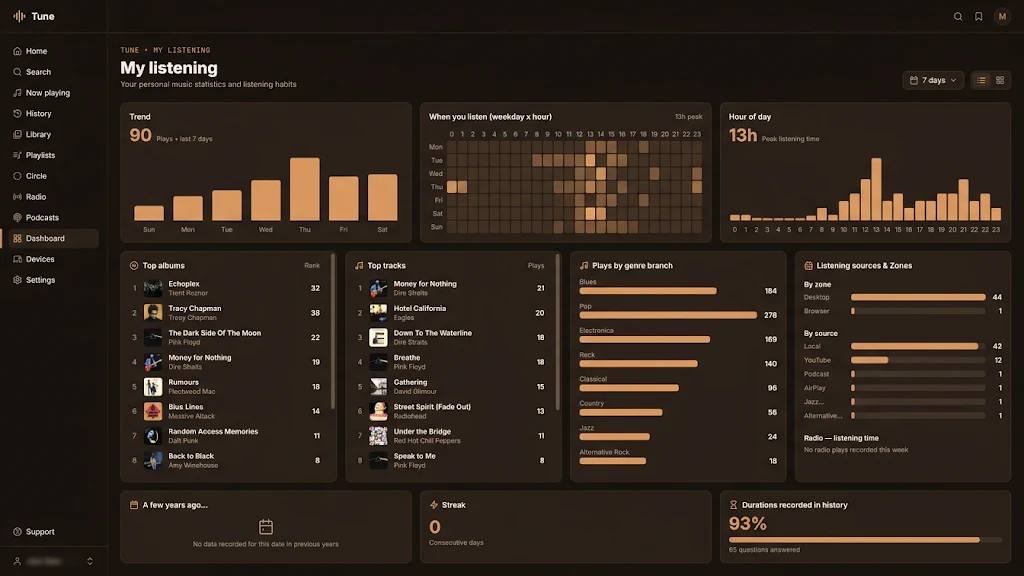 Tune
M
Home
Search
Now playing
History
Library
Playlists
Circle
Radio
Podcasts
Dashboard
Devices
Settings
Support
TUNE • MY LISTENING
My listening
Your personal music statistics and listening habits
7 days
Trend
90 Plays • last 7 days
Sun Mon Tue Wed Thu Fri Sat
When you listen (weekday x hour) 13h peak
0 1 2 3 4 5 6 7 8 9 10 11 12 13 14 15 16 17 18 19 20 21 22 23
Mon
Tue
Wed
Thu
Fri
Sat
Sun
Hour of day
13h Peak listening time
0 1 2 3 4 5 6 7 8 9 10 11 12 13 14 15 16 17 18 19 20 21 22 23
Top albums Rank
1 Echoplex 32
Trent Roznor
2 Tracy Chapman 38
Trocy Chapman
3 The Dark Side Of The Moon 22
Pink Floyd
4 Money for Nothing 19
Dire Shaits
5 Rumours 18
Flectwood Mac
6 Blus Lines 14
Messive Altack
7 Random Access Memories 11
Daft Punk
8 Back to Black 8
Amy Winehouse
Top tracks Plays
1 Money for Nothing 21
Dire Straits
2 Hotel California 20
Eagles
3 Down To The Waterline 18
Dire Straits
4 Breathe 18
Pink Floyd
5 Gathering 15
David Gilmour
6 Street Spirit (Fade Out) 13
Radiohead
7 Under the Bridge 11
Red Hot Chili Peppers
8 Speak to Me 8
Pink Floyd
Plays by genre branch
Blues
184
Pop
278
Electronica
169
Rock
140
Classical
96
Country
56
Jazz
24
Alternative Rock
18
Listening sources & Zones
By zone
Desktop 44
Browser 1
By source
Local 42
YouTube 12
Podcast 1
AirPlay 1
Jazz... 1
Alternative... 1
Radio — listening time
No radio plays recorded this week
A few years ago...
No data recorded for this date in previous years
Streak
0
Consecutive days
Durations recorded in history
93%
65 questions answered